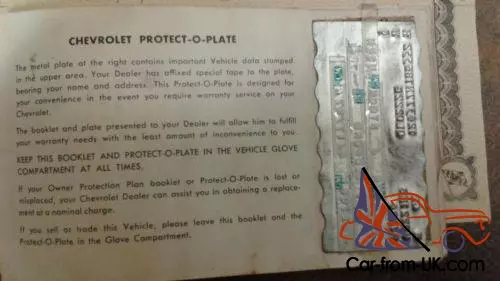 CHEVROLET PROTECT-O-PLATE
The metal plate at the right contains important Vehicle data stamped
in the upper area. Your Dealer has affixed special tape to the plate,
bearing your name and address. This Protect-O-Plate is designed for
your convenience in the event you require warranty service on your
Chevrolet.
The booklet and plate presented to your Dealer will allow him to fulfill
your warranty needs with the least amount of inconvenience to you.
KEEP THIS BOOKLET AND PROTECT-O-PLATE IN THE VEHICLE GLOVE
COMPARTMENT AT ALL TIMES.
If your Owner Protection Plan booklet or Protect-O-Plate is lost or
misplaced, your Chevrolet Dealer can assist you in obtaining a replace-
ment at a nominal charge.
If you sell or trade this Vehicle, please leave this booklet and the
Protect-O-Plate in the Glove Compartment.
Car-from-UK.com